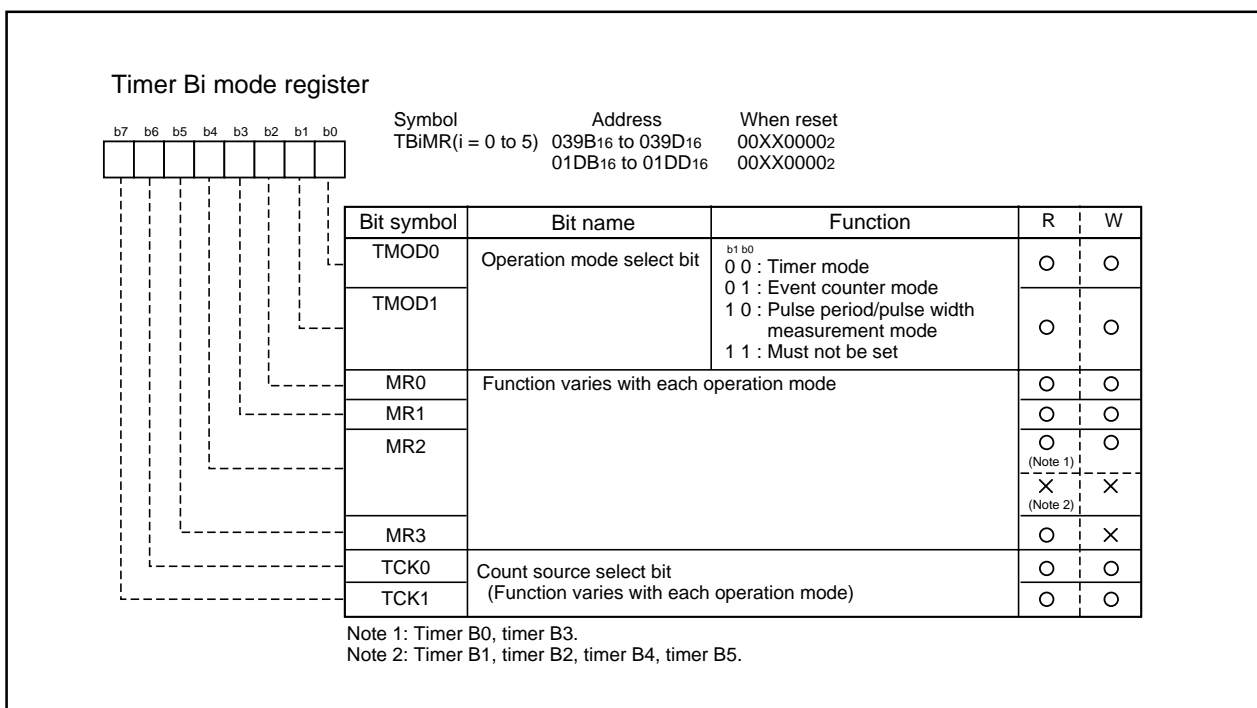 Timer Bi mode register
Symbol Address When reset
TBiMR(i = 0 to 5) 039B16 to 039D16 00XX00002
01DB16 to 01DD16 00XX00002
b7 b6 b5 b4 b3 b2 b1 b0
Bit symbol Bit name Function R W
TMOD0 Operation mode select bit b1 b0
0 0 : Timer mode
0 1 : Event counter mode
TMOD1 1 0 : Pulse period/pulse width
measurement mode
1 1 : Must not be set
MR0 Function varies with each operation mode
MR1
MR2
(Note 1)
(Note 2)
MR3
TCK0 Count source select bit
TCK1 (Function varies with each operation mode)
Note 1: Timer B0, timer B3.
Note 2: Timer B1, timer B2, timer B4, timer B5.